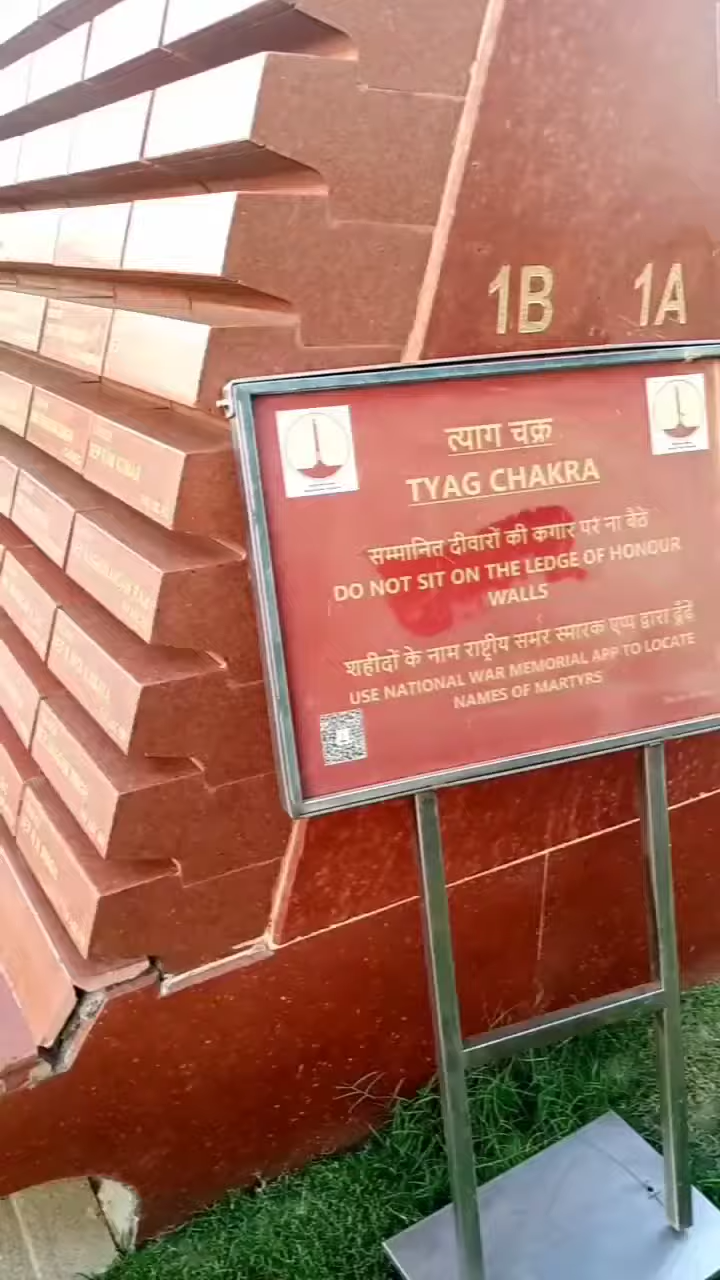 1B 1A
त्याग चक्र
TYAG CHAKRA
सम्मानित दीवारों की कगार पर ना बैठे
DO NOT SIT ON THE LEDGE OF HONOUR
WALLS
शहीदों के नाम राष्ट्रीय समर स्मारक एप्प द्वारा ढूँढें
USE NATIONAL WAR MEMORIAL APP TO LOCATE
NAMES OF MARTYRS